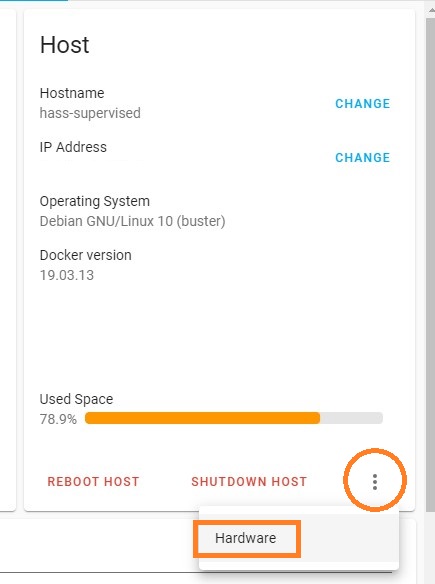 Host
Hostname
hass-supervised
CHANGE
IP Address
CHANGE
Operating System
Debian GNU/Linux 10 (buster)
Docker version
19.03.13
Used Space
78.9%
REBOOT HOST
SHUTDOWN HOST
Hardware